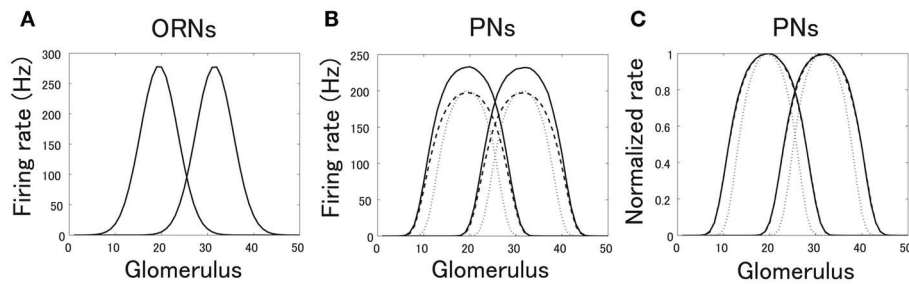 A
ORNs
Firing rate (Hz)
300
250
200
150
100
50
0
0 10 20 30 40 50
Glomerulus
B
PNs
Firing rate (Hz)
250
200
150
100
50
0
0 10 20 30 40 50
Glomerulus
C
PNs
Normalized rate
1
0.8
0.6
0.4
0.2
0
0 10 20 30 40 50
Glomerulus